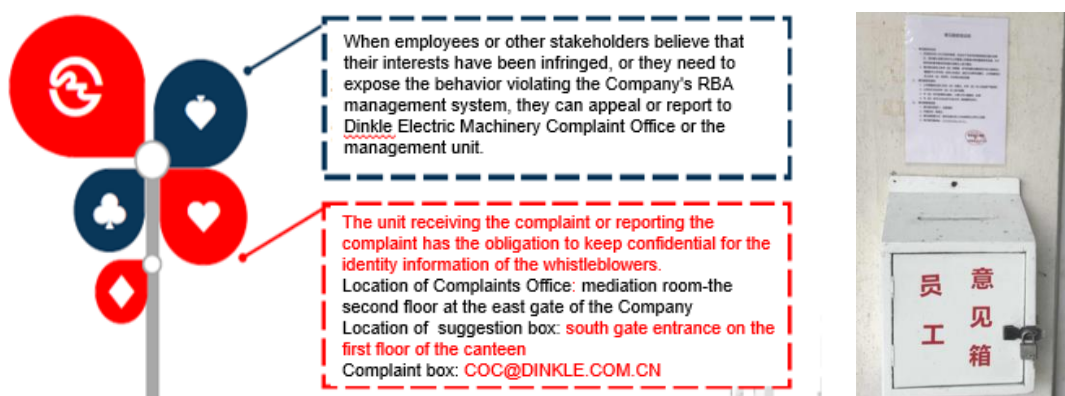 When employees or other stakeholders believe that
their interests have been infringed, or they need to
expose the behavior violating the Company's RBA
management system, they can appeal or report to
Dinkle Electric Machinery Complaint Office or the
management unit.
The unit receiving the complaint or reporting the
complaint has the obligation to keep confidential for the
identity information of the whistleblowers.
Location of Complaints Office: mediation room-the
second floor at the east gate of the Company
Location of suggestion box: south gate entrance on the
first floor of the canteen
Complaint box: COC@DINKLE.COM.CN
员工
意见箱